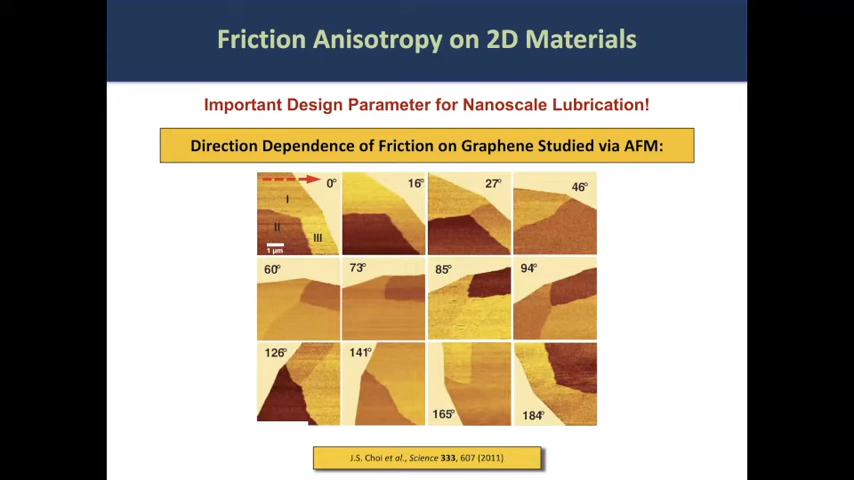 Friction Anisotropy on 2D Materials
Important Design Parameter for Nanoscale Lubrication!
Direction Dependence of Friction on Graphene Studied via AFM:
0° 16° 27° 46°
I
II
III
1 μm
60° 73° 85° 94°
126° 141° 165° 184°
J.S. Choi et al., Science 333, 607 (2011)